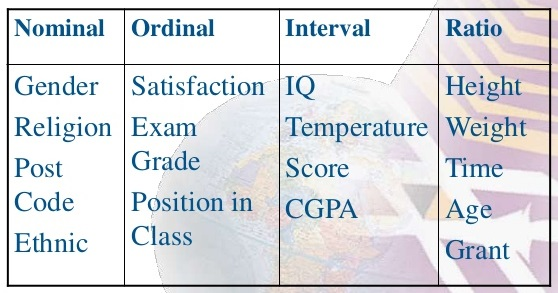 Nominal
Ordinal
Interval
Ratio
Gender
Religion
Post
Code
Ethnic
Satisfaction
Exam
Grade
Position in
Class
IQ
Temperature
Score
CGPA
Height
Weight
Time
Age
Grant